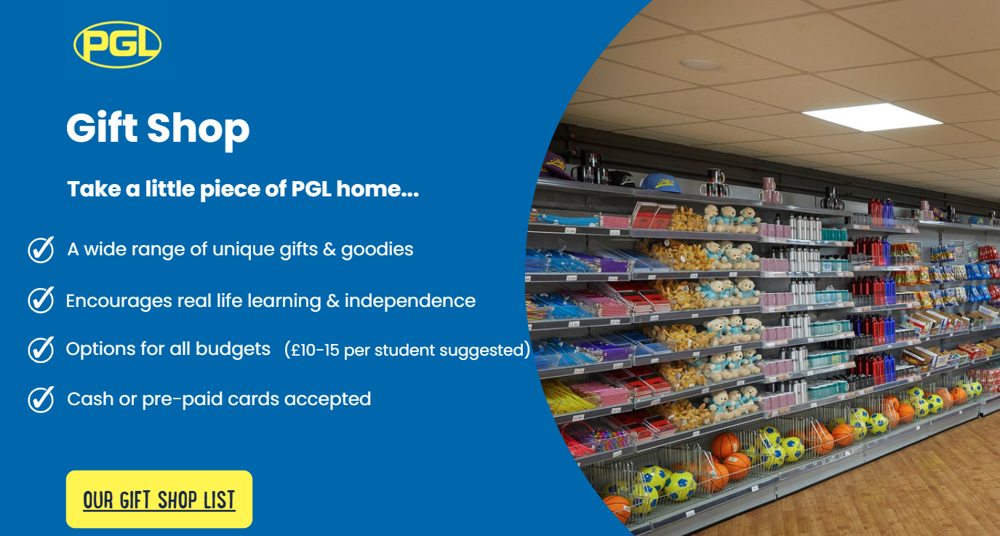 PGL
Gift Shop
Take a little piece of PGL home...
A wide range of unique gifts & goodies
Encourages real life learning & independence
Options for all budgets (£10-15 per student suggested)
Cash or pre-paid cards accepted
OUR GIFT SHOP LIST